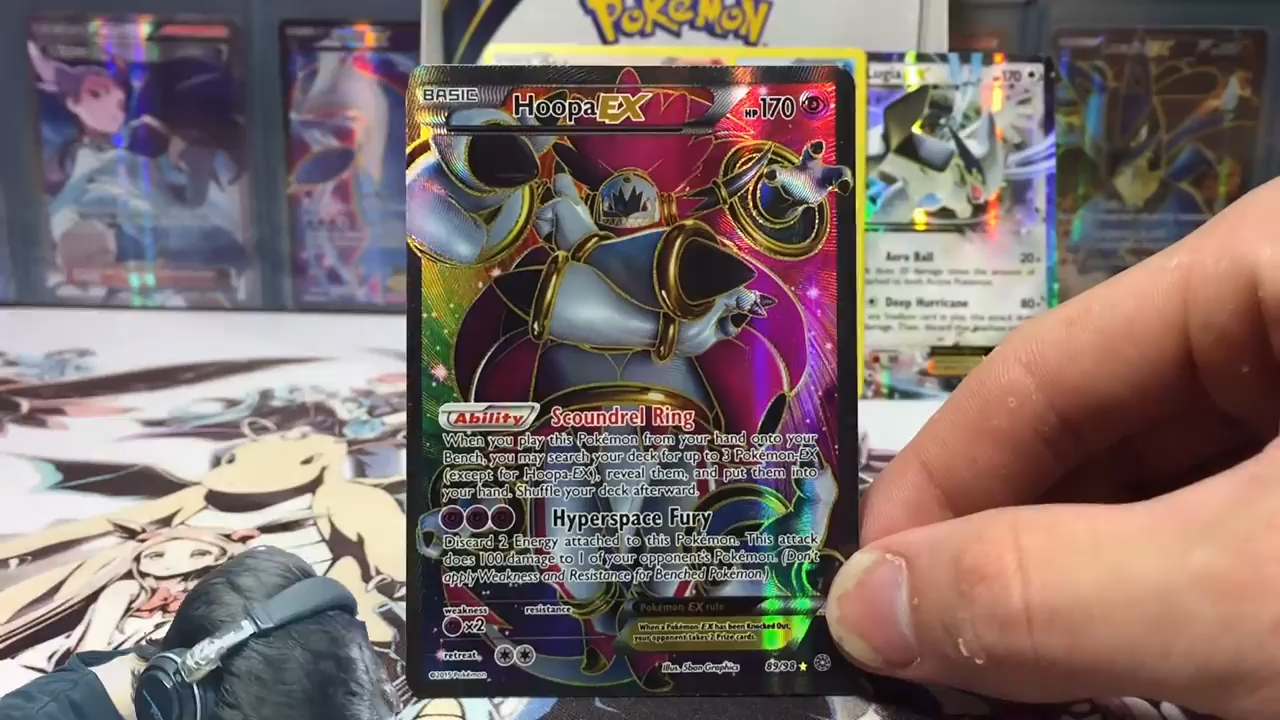 Pokémon
BASIC HoopaEX HP170
Ability Scoundrel Ring
When you play this Pokémon from your hand onto your
Bench, you may search your deck for up to 3 Pokémon-EX
(except for Hoopa-EX), reveal them, and put them into
your hand. Shuffle your deck afterward.
Hyperspace Fury
Discard 2 Energy attached to this Pokémon. This attack
does 100 damage to 1 of your opponent's Pokémon. (Don't
apply Weakness and Resistance for Benched Pokémon.)
weakness resistance
x2
Pokémon EX rule
When a Pokémon-EX has been Knocked Out,
your opponent takes 2 Prize cards.
retreat
Illus. 5ban Graphics 89/98
©2015 Pokémon
Lugia 170
Aero Ball 20
Deep Hurricane 80